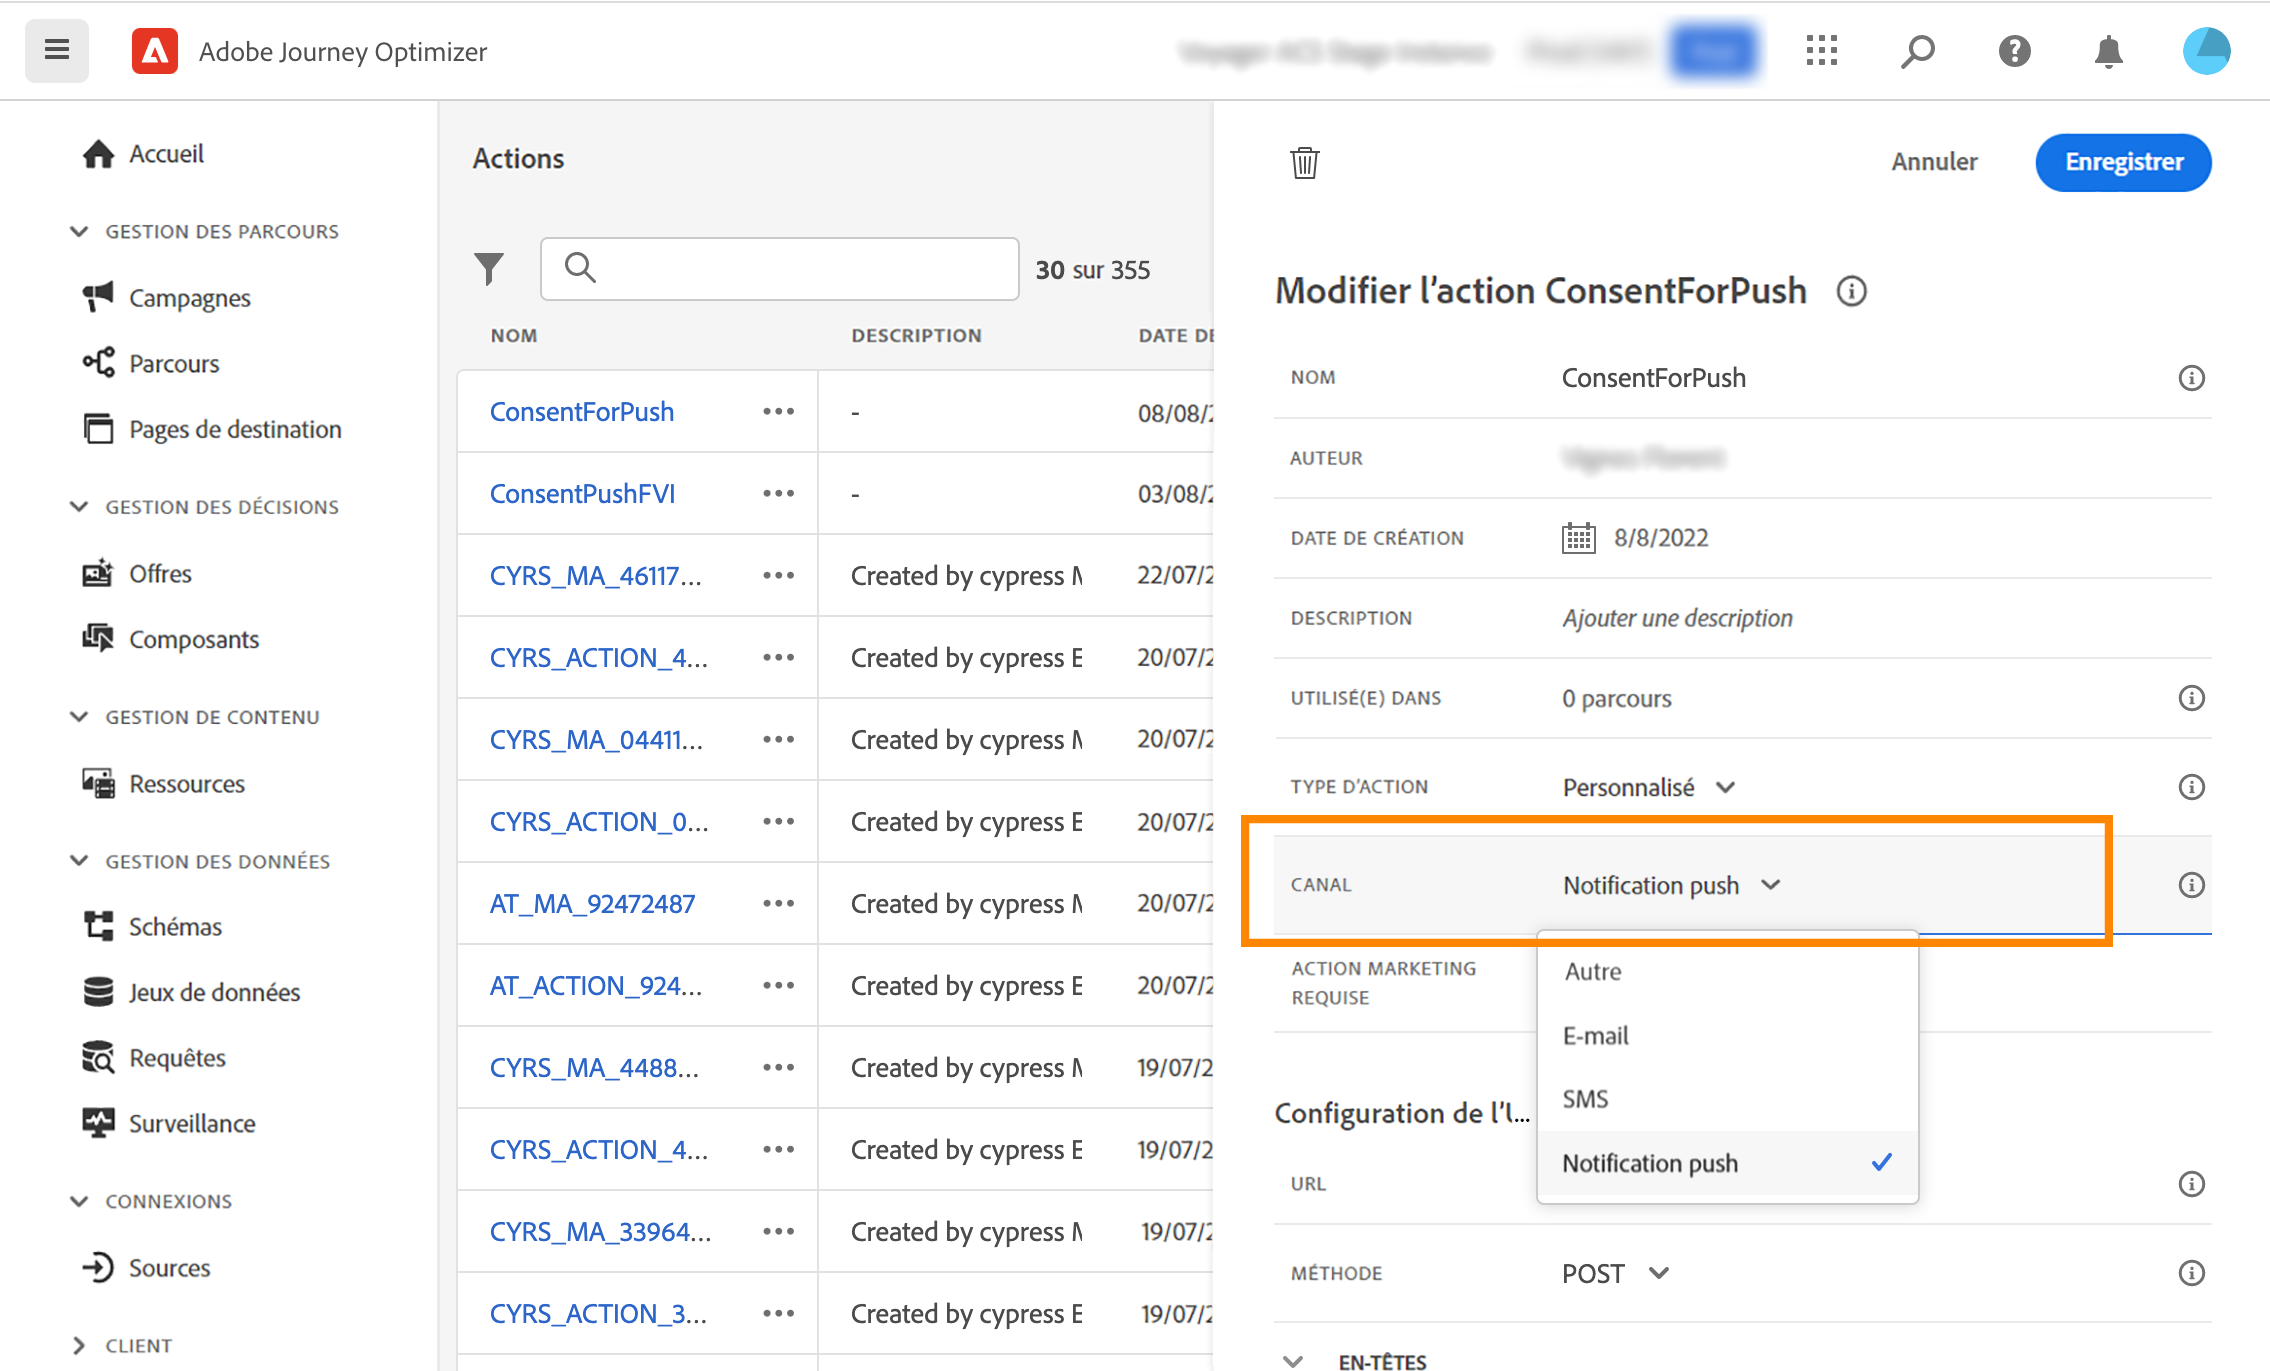 Adobe Journey Optimizer
Accueil
GESTION DES PARCOURS
Campagnes
Parcours
Pages de destination
GESTION DES DÉCISIONS
Offres
Composants
GESTION DE CONTENU
Ressources
GESTION DES DONNÉES
Schémas
Jeux de données
Requêtes
Surveillance
CONNEXIONS
Sources
CLIENT
Actions
30 sur 355
NOM DESCRIPTION DATE DE
ConsentForPush ••• - 08/08/2
ConsentPushFVI ••• - 03/08/2
CYRS_MA_46117... ••• Created by cypress M 22/07/2
CYRS_ACTION_4... ••• Created by cypress E 20/07/2
CYRS_MA_04411... ••• Created by cypress M 20/07/2
CYRS_ACTION_0... ••• Created by cypress E 20/07/2
AT_MA_92472487 ••• Created by cypress M 20/07/2
AT_ACTION_924... ••• Created by cypress E 20/07/2
CYRS_MA_4488... ••• Created by cypress M 19/07/2
CYRS_ACTION_4... ••• Created by cypress E 19/07/2
CYRS_MA_33964... ••• Created by cypress M 19/07/2
CYRS_ACTION_3... ••• Created by cypress E 19/07/2
Annuler Enregistrer
Modifier l’action ConsentForPush
NOM ConsentForPush
AUTEUR
DATE DE CRÉATION 8/8/2022
DESCRIPTION Ajouter une description
UTILISÉ(E) DANS 0 parcours
TYPE D’ACTION Personnalisé
CANAL Notification push
ACTION MARKETING
REQUISE
Autre
E-mail
SMS
Notification push
Configuration de l’l...
URL
MÉTHODE POST
EN-TÊTES